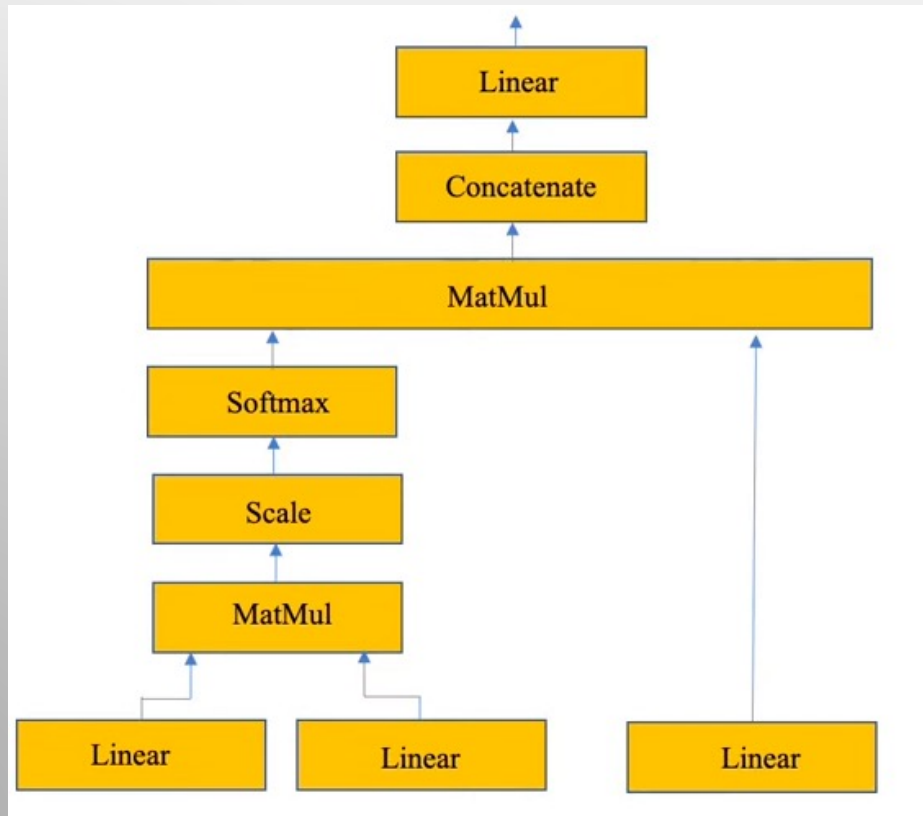 Linear
Concatenate
MatMul
Softmax
Scale
MatMul
Linear
Linear
Linear